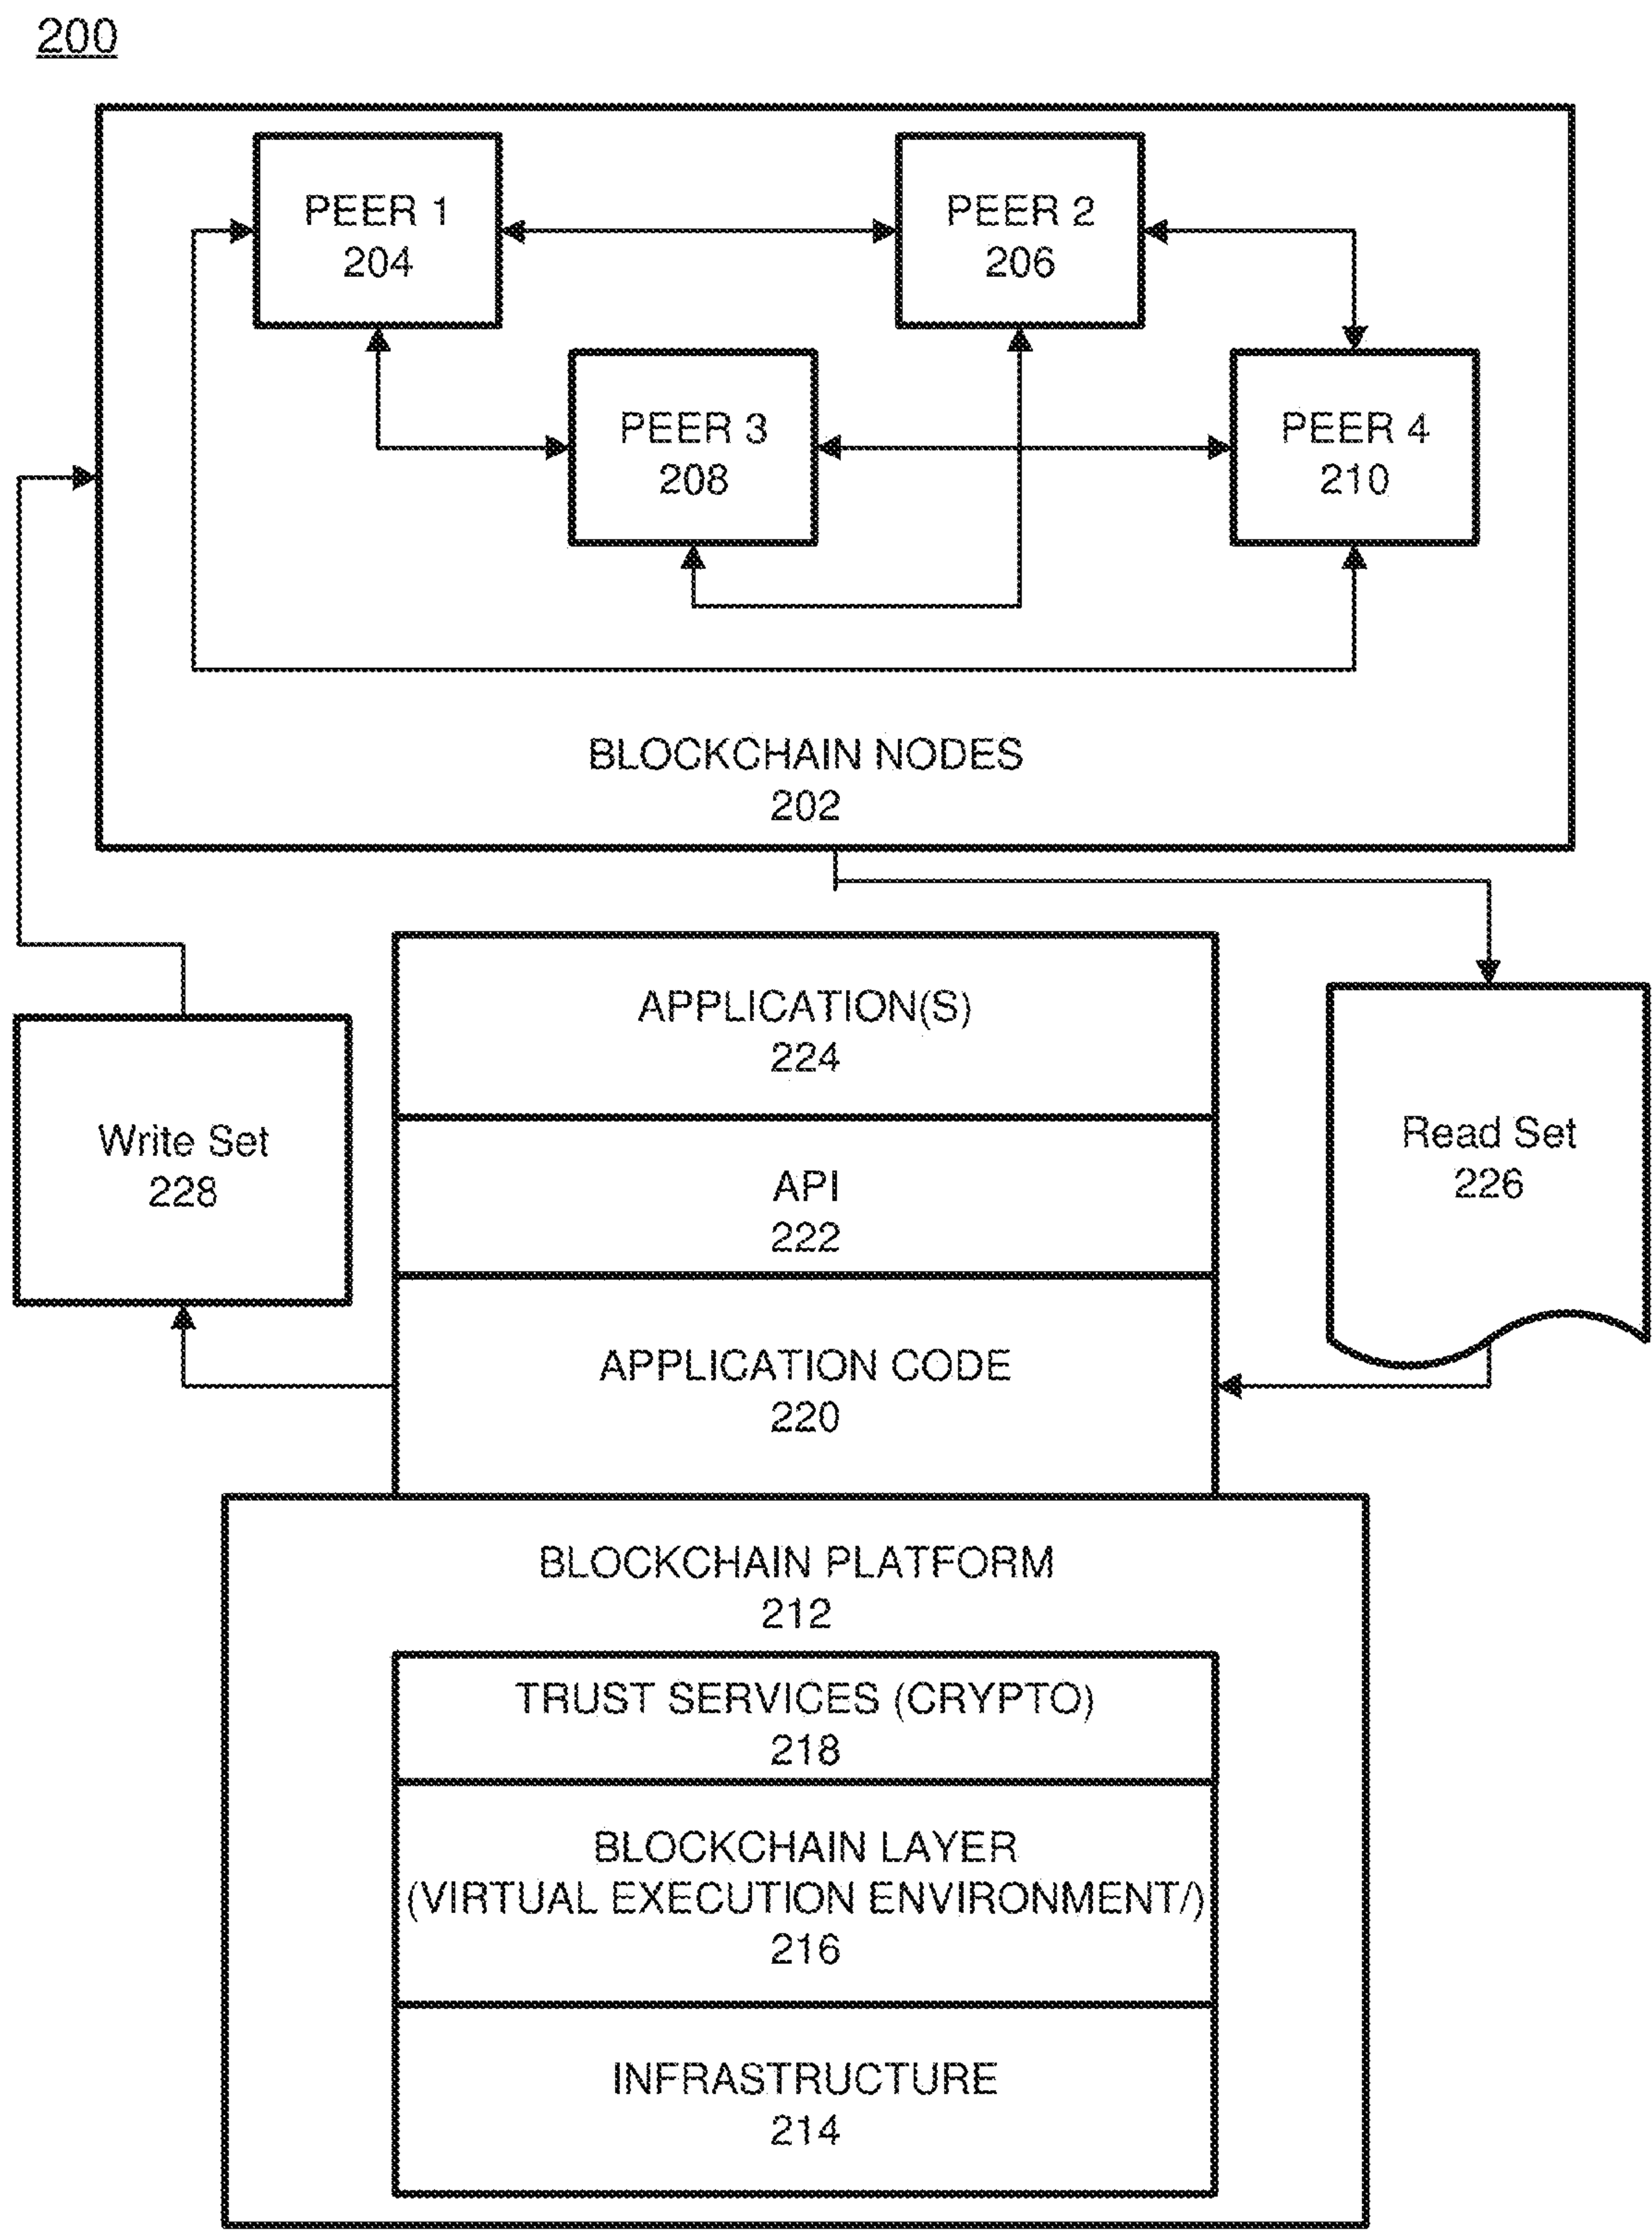 200
PEER 1
204
PEER 2
206
PEER 3
208
PEER 4
210
BLOCKCHAIN NODES
202
APPLICATION(S)
224
Write Set
228
API
222
Read Set
226
APPLICATION CODE
220
BLOCKCHAIN PLATFORM
212
TRUST SERVICES (CRYPTO)
218
BLOCKCHAIN LAYER
(VIRTUAL EXECUTION ENVIRONMENT/)
216
INFRASTRUCTURE
214